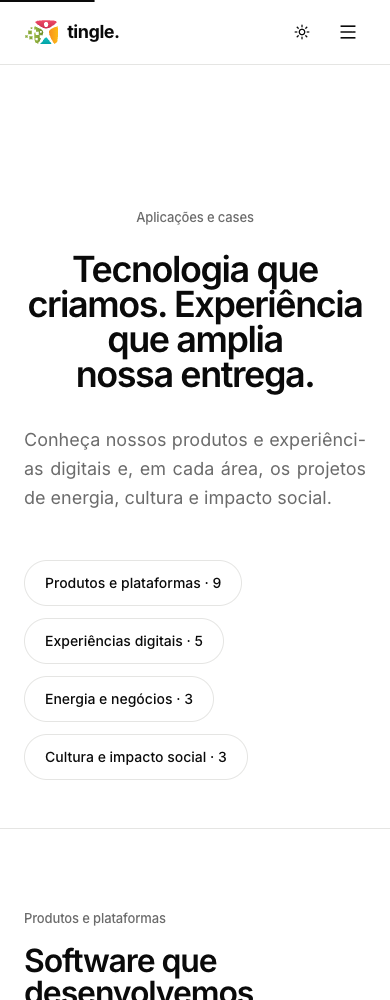 tingle.
Aplicações e cases
Tecnologia que
criamos. Experiência
que amplia
nossa entrega.
Conheça nossos produtos e experiênci-
as digitais e, em cada área, os projetos
de energia, cultura e impacto social.
Produtos e plataformas · 9
Experiências digitais · 5
Energia e negócios · 3
Cultura e impacto social · 3
Produtos e plataformas
Software que
desenvolvemos